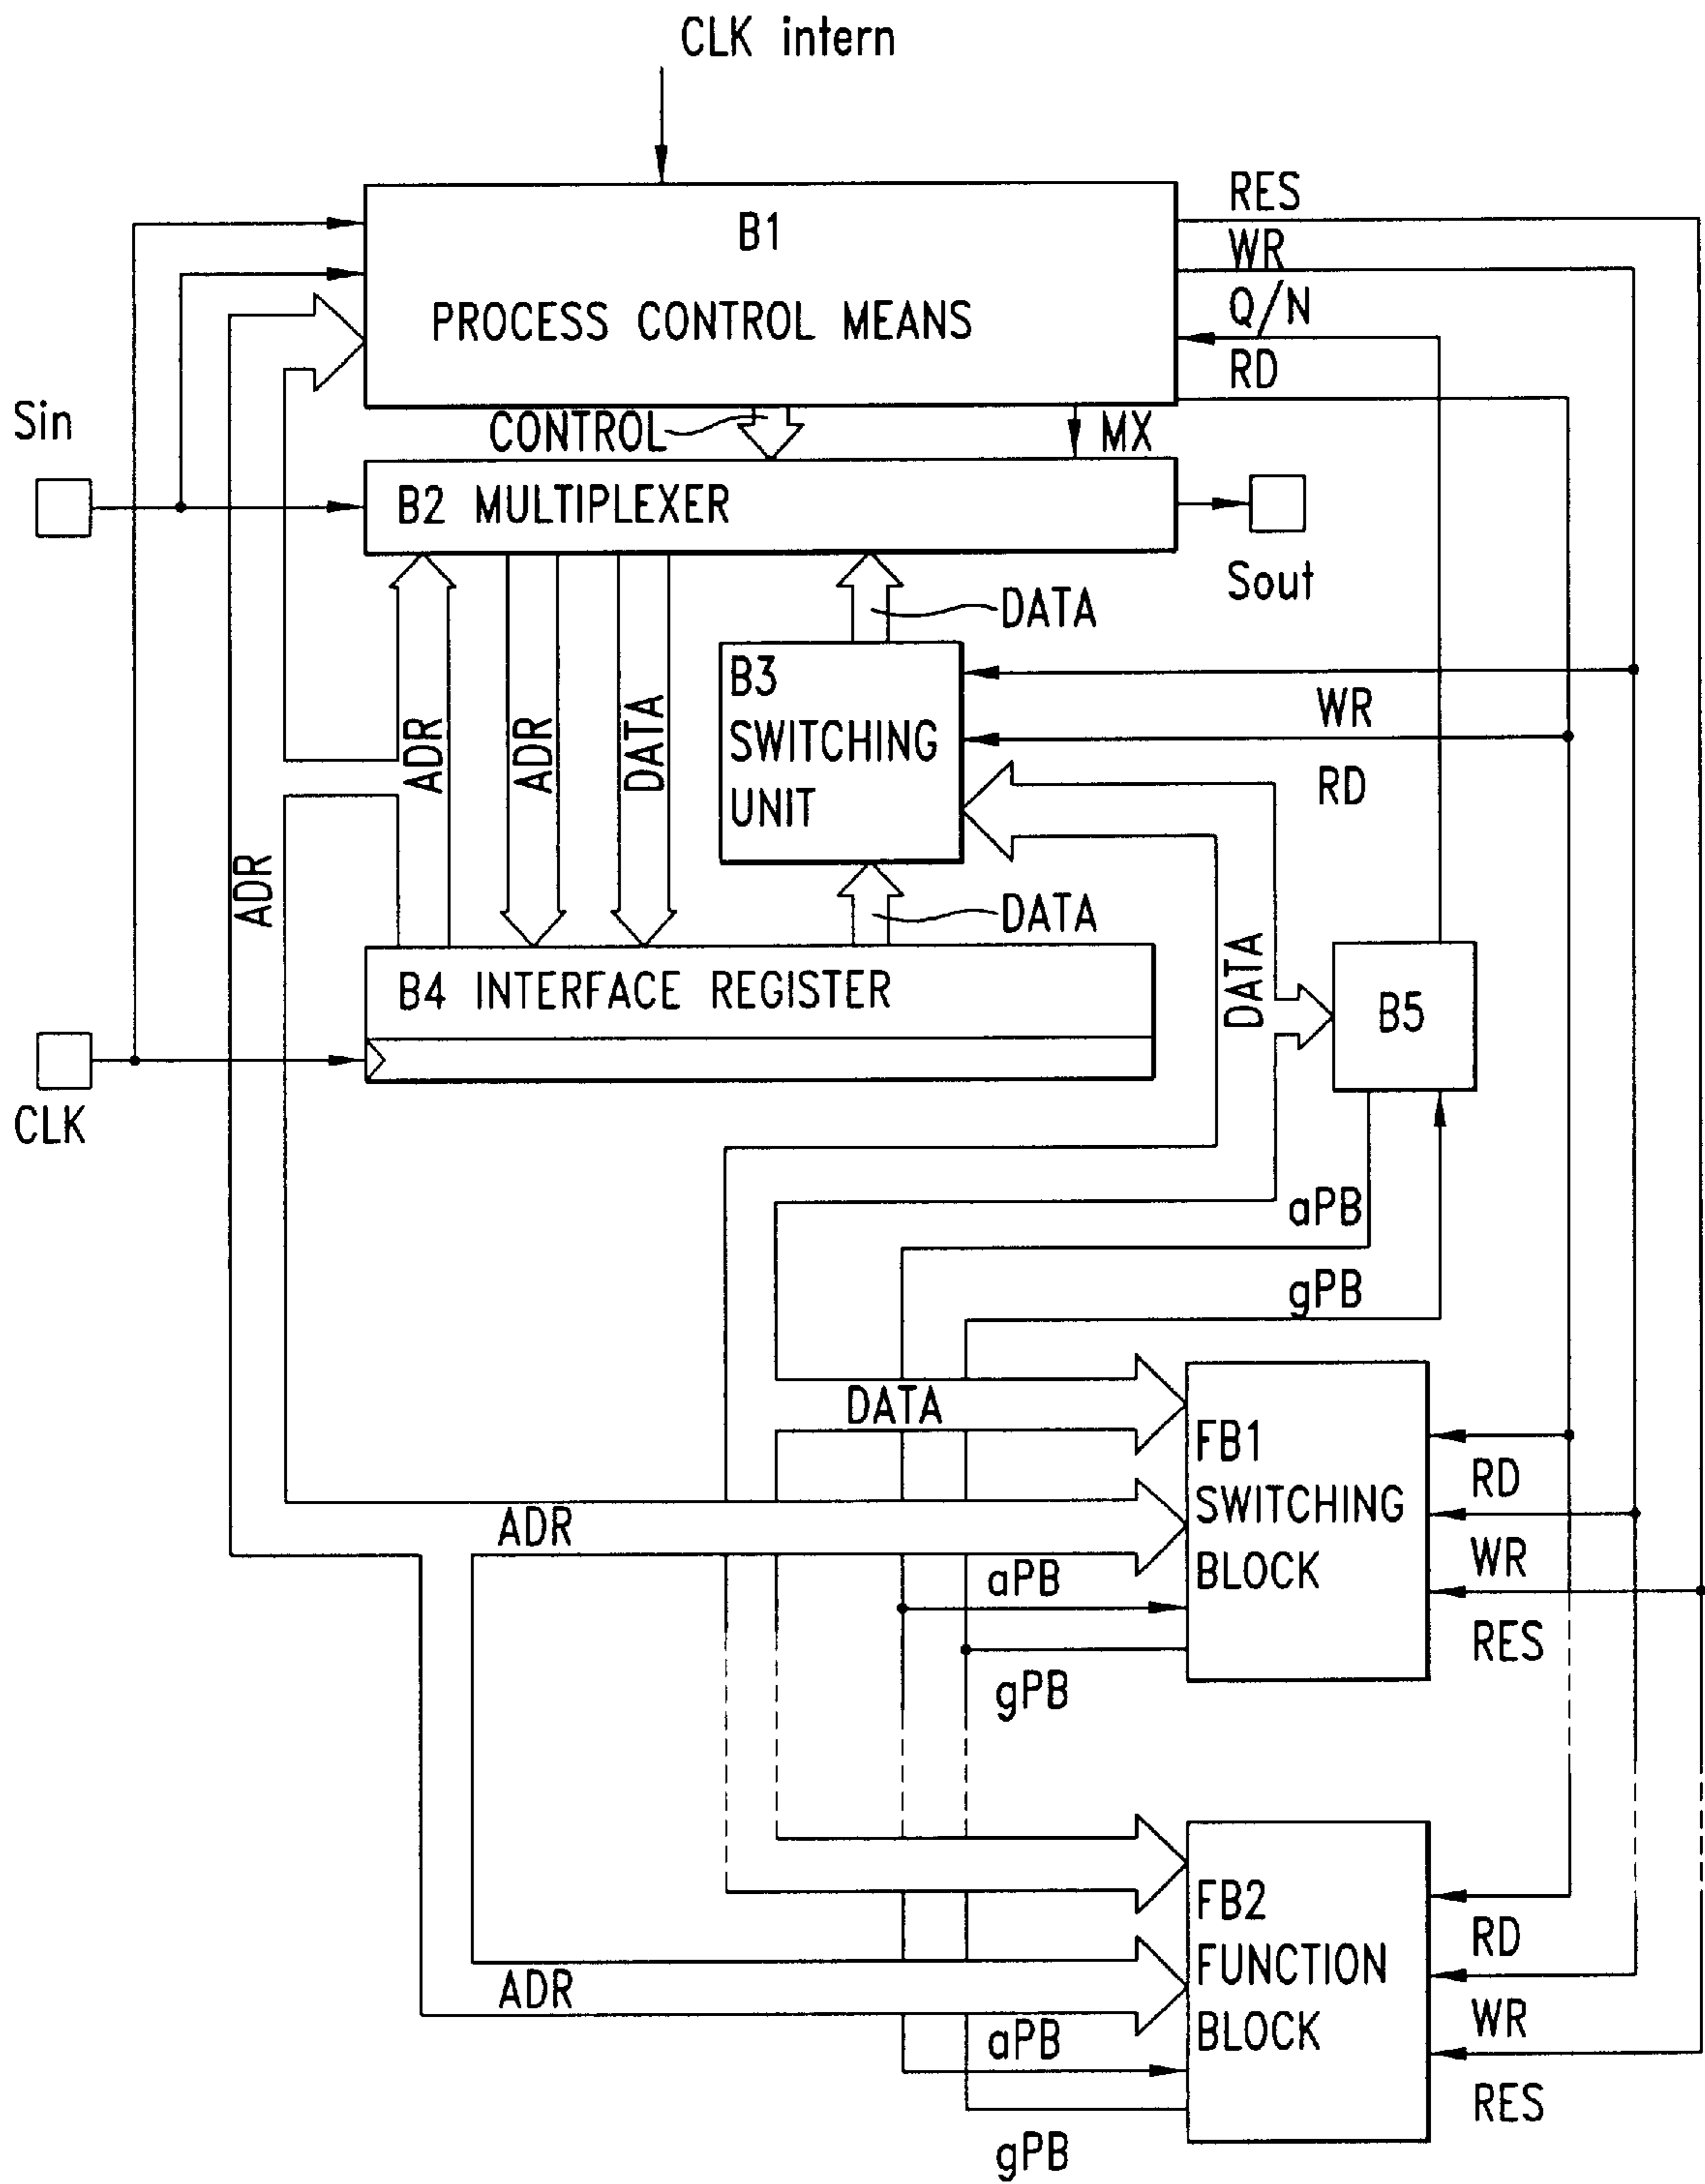 CLK intern
RES
B1
WR
Q/N
PROCESS CONTROL MEANS
RD
Sin
CONTROL
MX
B2 MULTIPLEXER
Sout
DATA
B3
SWITCHING
UNIT
WR
ADR
ADR
DATA
RD
ADR
DATA
DATA
B4 INTERFACE REGISTER
B5
CLK
aPB
gPB
DATA
FB1
SWITCHING
BLOCK
RD
ADR
WR
aPB
RES
gPB
FB2
FUNCTION
BLOCK
RD
ADR
WR
aPB
RES
gPB